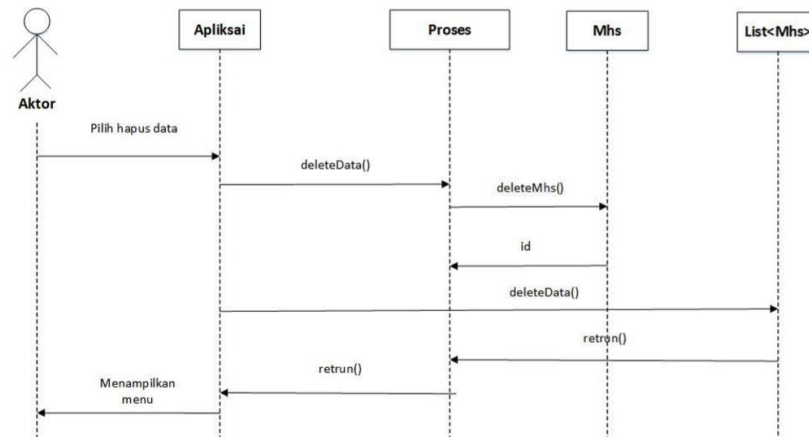 Apliksai
Proses
Mhs
List<Mhs>
Aktor
Pilih hapus data
deleteData()
deleteMhs()
id
deleteData()
retrun()
retrun()
Menampilkan
menu